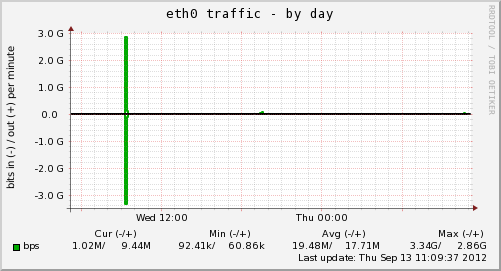 eth0 traffic - by day
RRDTOOL / TOBI OETIKER
bits in (-) / out (+) per minute
3.0 G
2.0 G
1.0 G
0.0
-1.0 G
-2.0 G
-3.0 G
Wed 12:00 Thu 00:00
Cur (-/+) Min (-/+) Avg (-/+) Max (-/+)
bps 1.02M/ 9.44M 92.41k/ 60.86k 19.48M/ 17.71M 3.34G/ 2.86G
Last update: Thu Sep 13 11:09:37 2012